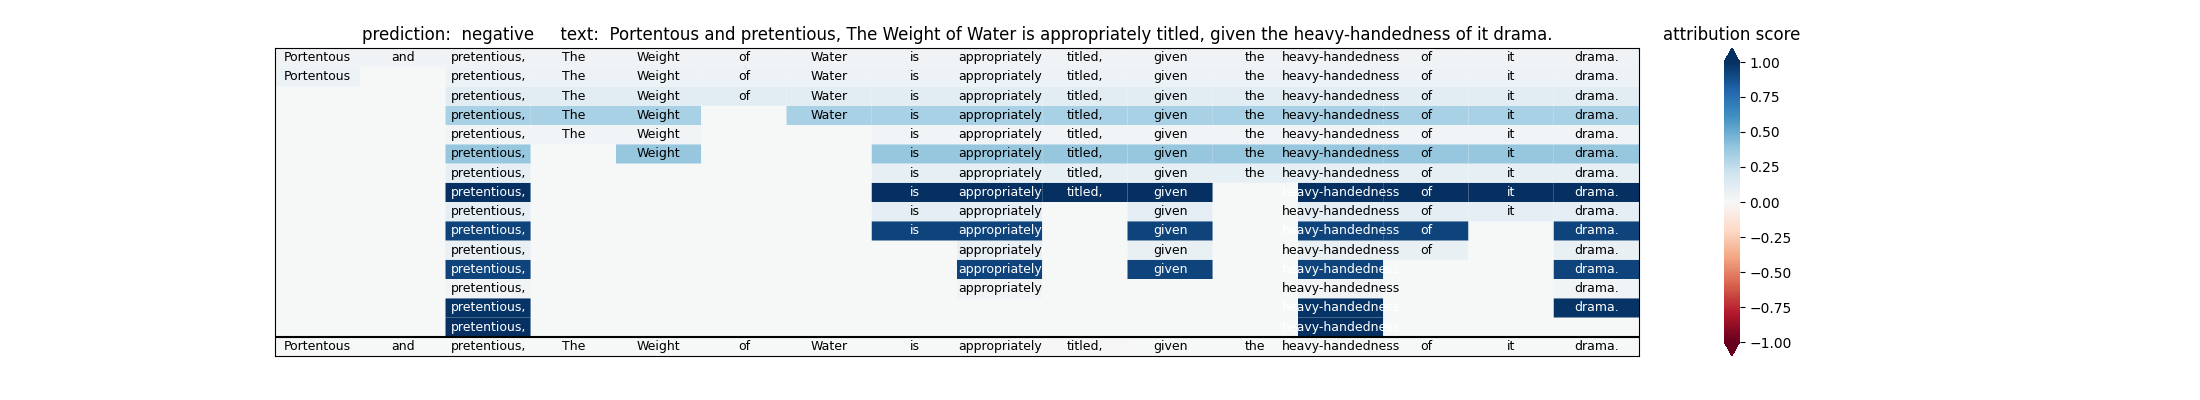 prediction: negative text: Portentous and pretentious, The Weight of Water is appropriately titled, given the heavy-handedness of it drama. attribution score
Portentous and pretentious, The Weight of Water is appropriately titled, given the heavy-handedness of it drama.
Portentous pretentious, The Weight of Water is appropriately titled, given the heavy-handedness of it drama.
pretentious, The Weight of Water is appropriately titled, given the heavy-handedness of it drama.
pretentious, The Weight Water is appropriately titled, given the heavy-handedness of it drama.
pretentious, The Weight is appropriately titled, given the heavy-handedness of it drama.
pretentious, Weight is appropriately titled, given the heavy-handedness of it drama.
pretentious, is appropriately titled, given the heavy-handedness of it drama.
pretentious, is appropriately titled, given heavy-handedness of it drama.
pretentious, is appropriately given heavy-handedness of it drama.
pretentious, is appropriately given heavy-handedness of drama.
pretentious, appropriately given heavy-handedness of drama.
pretentious, appropriately given heavy-handedness drama.
pretentious, appropriately heavy-handedness drama.
pretentious, heavy-handedness drama.
pretentious, heavy-handedness
Portentous and pretentious, The Weight of Water is appropriately titled, given the heavy-handedness of it drama.
1.00
0.75
0.50
0.25
0.00
−0.25
−0.50
−0.75
−1.00